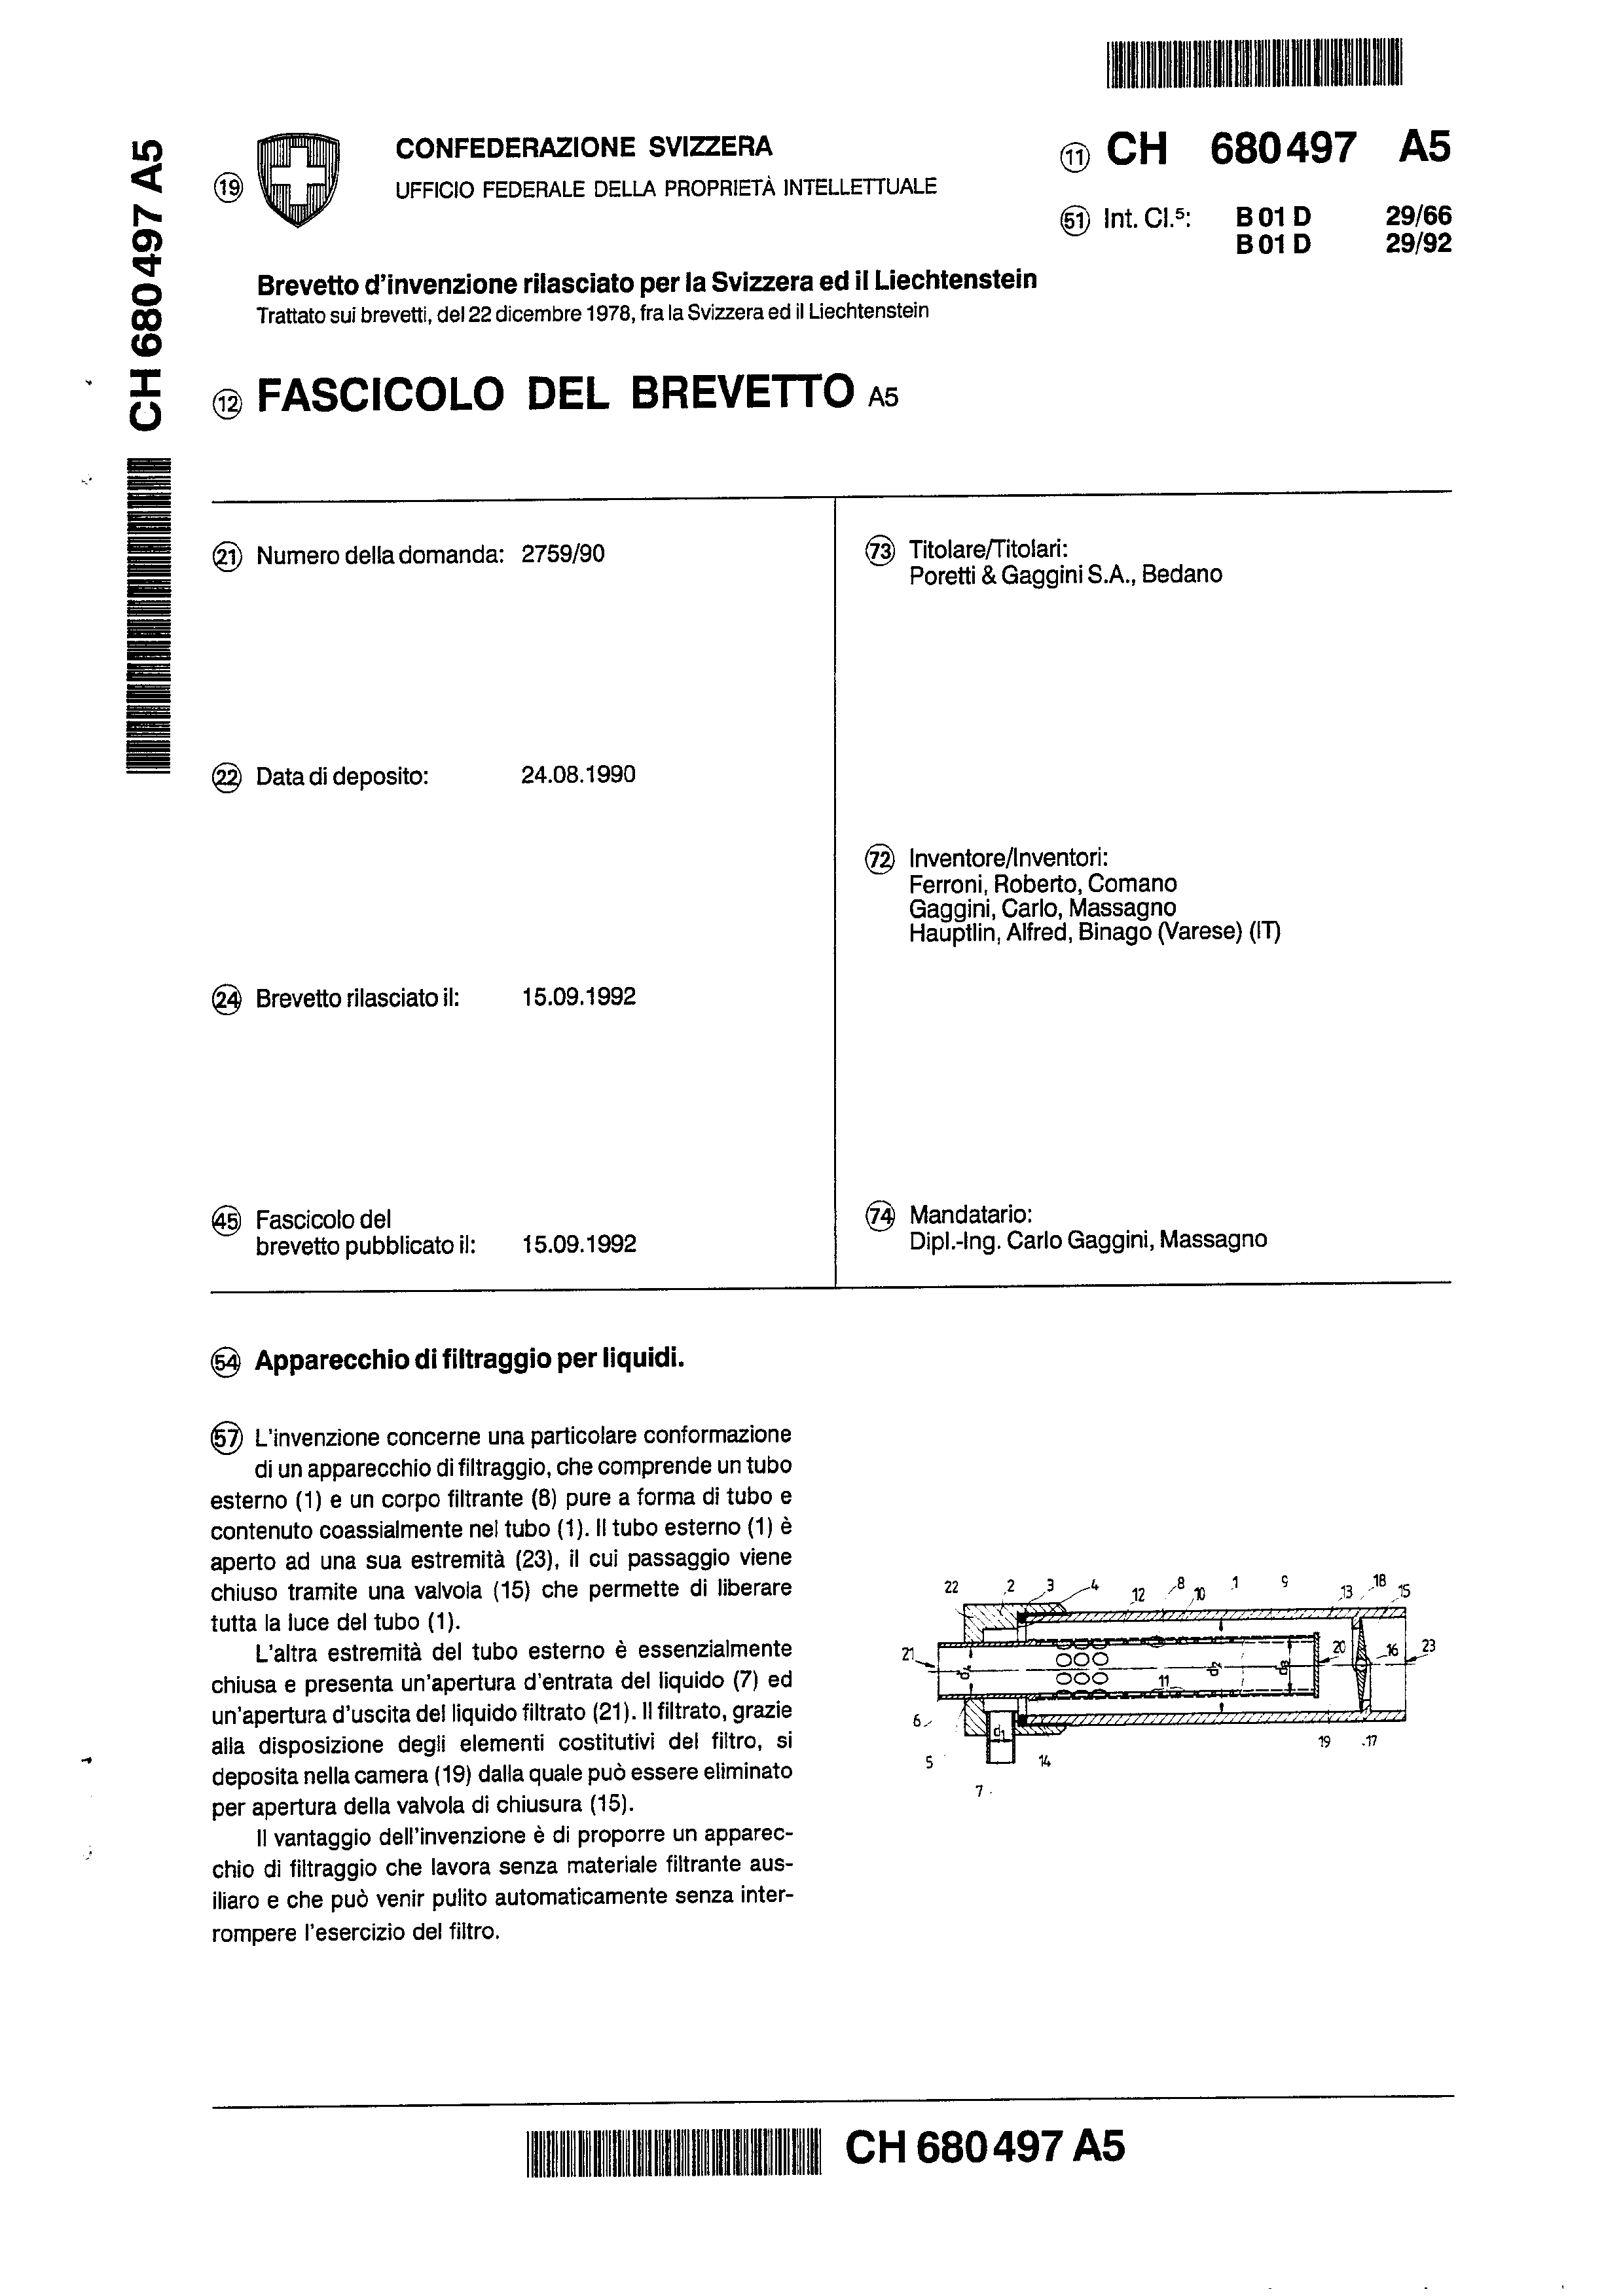 CH 680497 A5
19
CONFEDERAZIONE SVIZZERA
UFFICIO FEDERALE DELLA PROPRIETÀ INTELLETTUALE
11 CH 680497 A5
51 Int. Cl.5: B 01 D 29/66
B 01 D 29/92
Brevetto d'invenzione rilasciato per la Svizzera ed il Liechtenstein
Trattato sui brevetti, del 22 dicembre 1978, fra la Svizzera ed il Liechtenstein
12 FASCICOLO DEL BREVETTO A5
21 Numero della domanda: 2759/90
22 Data di deposito: 24.08.1990
24 Brevetto rilasciato il: 15.09.1992
45 Fascicolo del
brevetto pubblicato il: 15.09.1992
73 Titolare/Titolari:
Poretti & Gaggini S.A., Bedano
72 Inventore/Inventori:
Ferroni, Roberto, Comano
Gaggini, Carlo, Massagno
Hauptlin, Alfred, Binago (Varese) (IT)
74 Mandatario:
Dipl.-Ing. Carlo Gaggini, Massagno
54 Apparecchio di filtraggio per liquidi.
57 L'invenzione concerne una particolare conformazione
di un apparecchio di filtraggio, che comprende un tubo
esterno (1) e un corpo filtrante (8) pure a forma di tubo e
contenuto coassialmente nel tubo (1). Il tubo esterno (1) è
aperto ad una sua estremità (23), il cui passaggio viene
chiuso tramite una valvola (15) che permette di liberare
tutta la luce del tubo (1).
L'altra estremità del tubo esterno è essenzialmente
chiusa e presenta un'apertura d'entrata del liquido (7) ed
un'apertura d'uscita del liquido filtrato (21). Il filtrato, grazie
alla disposizione degli elementi costitutivi del filtro, si
deposita nella camera (19) dalla quale può essere eliminato
per apertura della valvola di chiusura (15).
Il vantaggio dell'invenzione è di proporre un apparec-
chio di filtraggio che lavora senza materiale filtrante aus-
iliaro e che può venir pulito automaticamente senza inter-
rompere l'esercizio del filtro.
22 2 3 4 12 8 10 1 9 13 18 15
21 d4 11 d2 d3 20 16 23
6 d1
5 14 19 17
7
CH 680497 A5